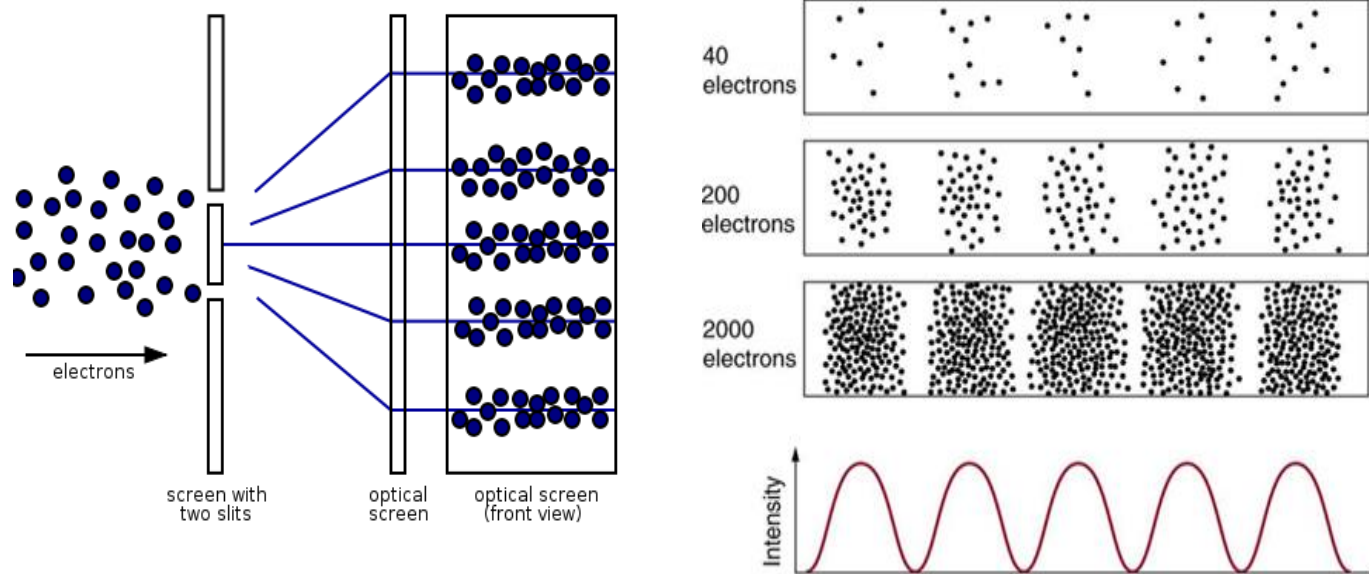 electrons
screen with
two slits
optical
screen
optical screen
(front view)
40
electrons
200
electrons
2000
electrons
Intensity